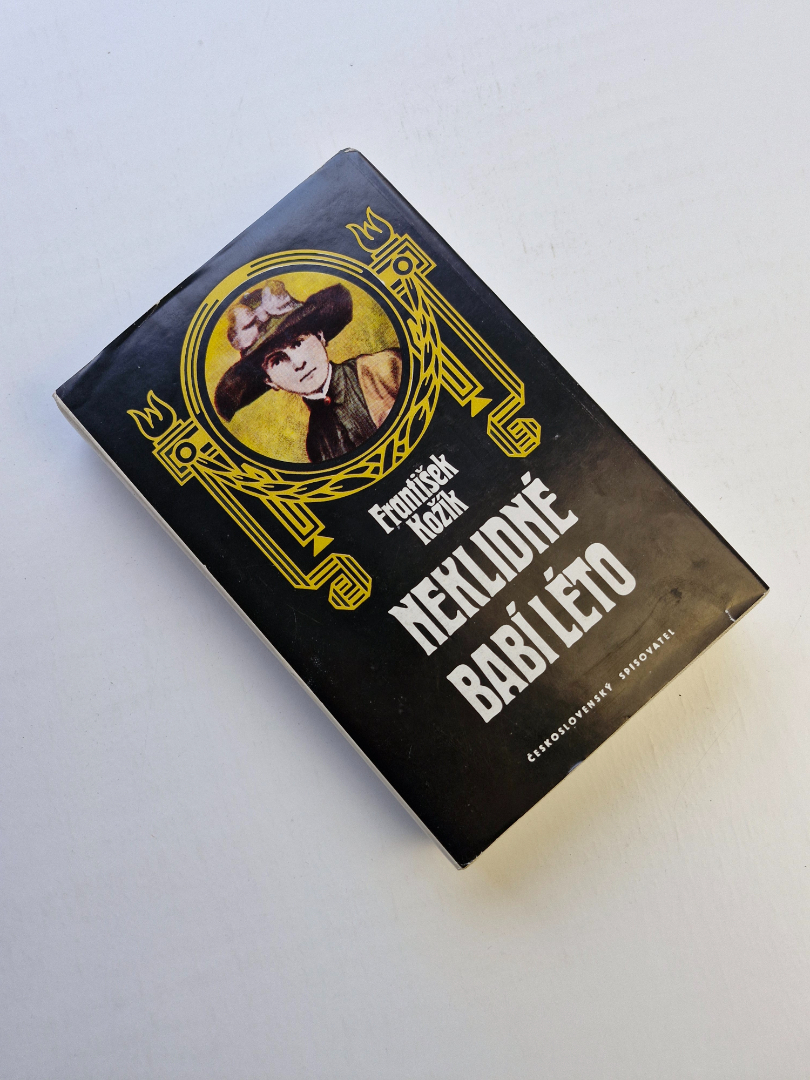 František
Kožík
NEKLIDNÉ
BABÍ LÉTO
ČESKOSLOVENSKÝ SPISOVATEL